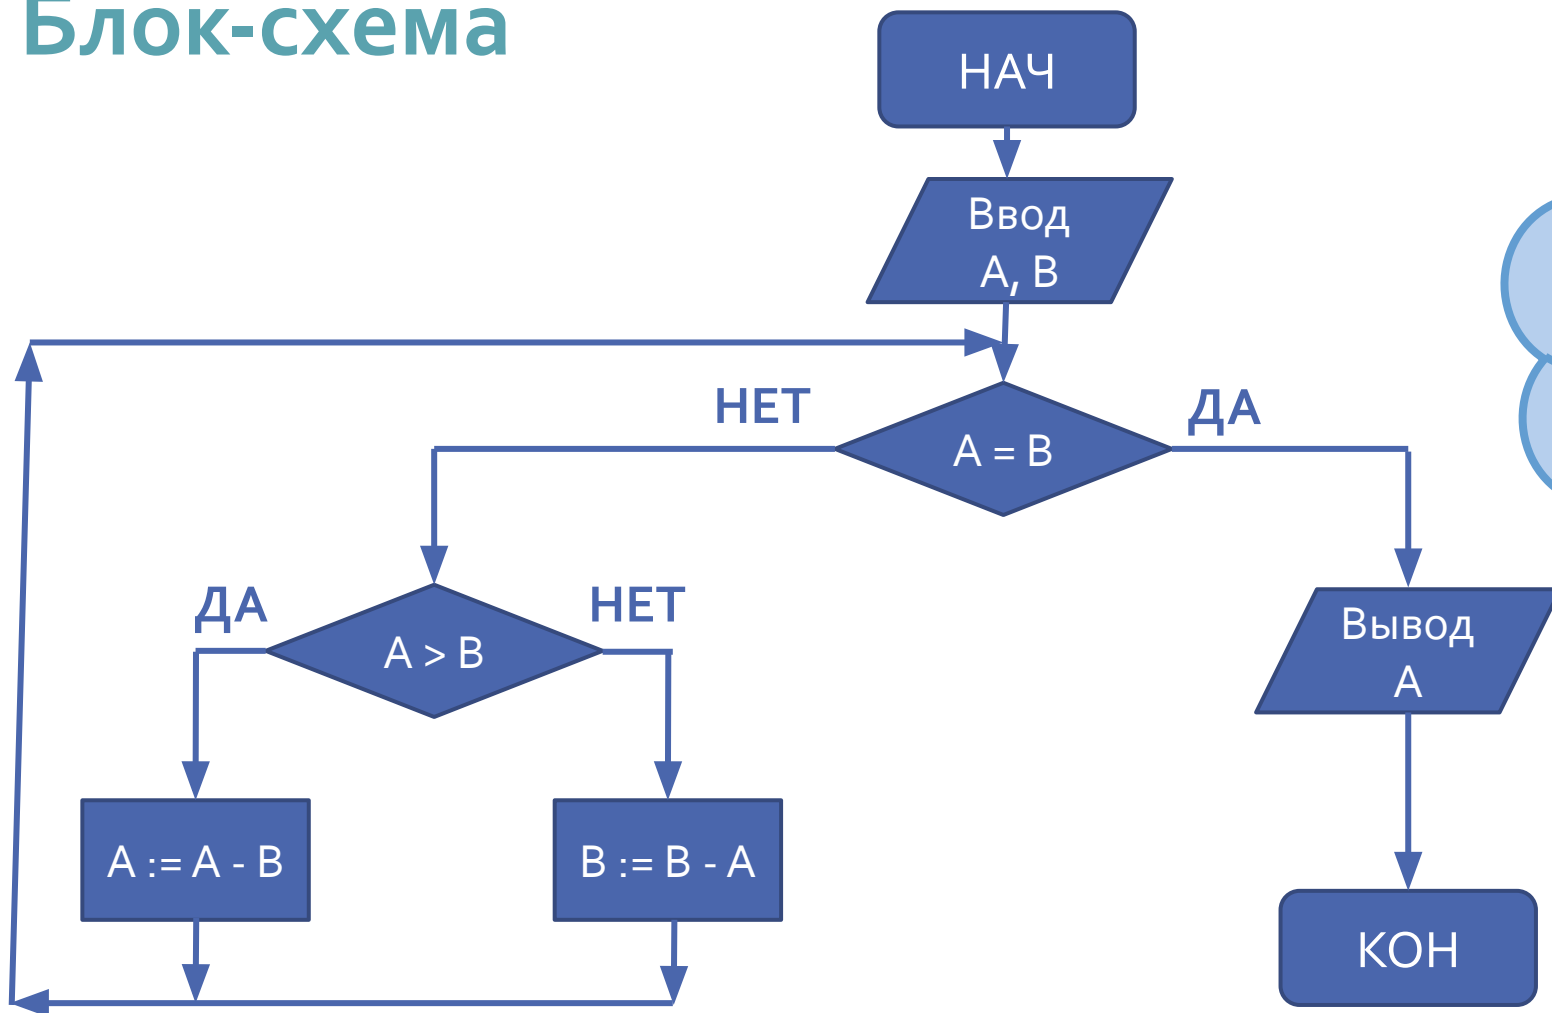 Блок-схема
НАЧ
Ввод
А, В
НЕТ
ДА
А = В
ДА
НЕТ
А > В
Вывод
А
А := А - В
В := В - А
КОН